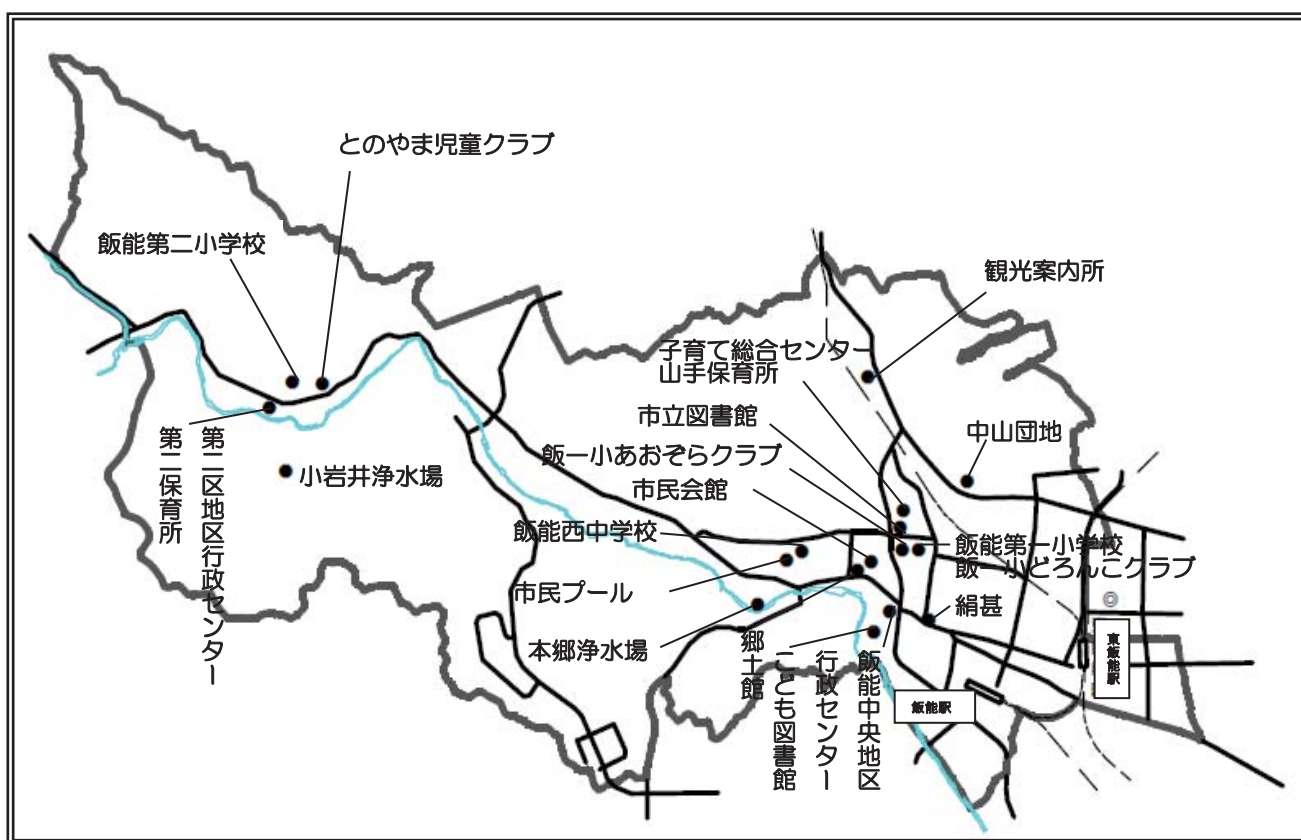 とのやま児童クラブ
飯能第二小学校
観光案内所
子育て総合センター
山手保育所
市立図書館
中山団地
飯一小あおぞらクラブ
第二区地区行政センター
第二保育所
小岩井浄水場
市民会館
飯能西中学校
飯能第一小学校
飯一小どろんこクラブ
市民プール
絹甚
本郷浄水場
郷土館
飯能中央地区
行政センター
こども図書館
飯能駅
東飯能駅